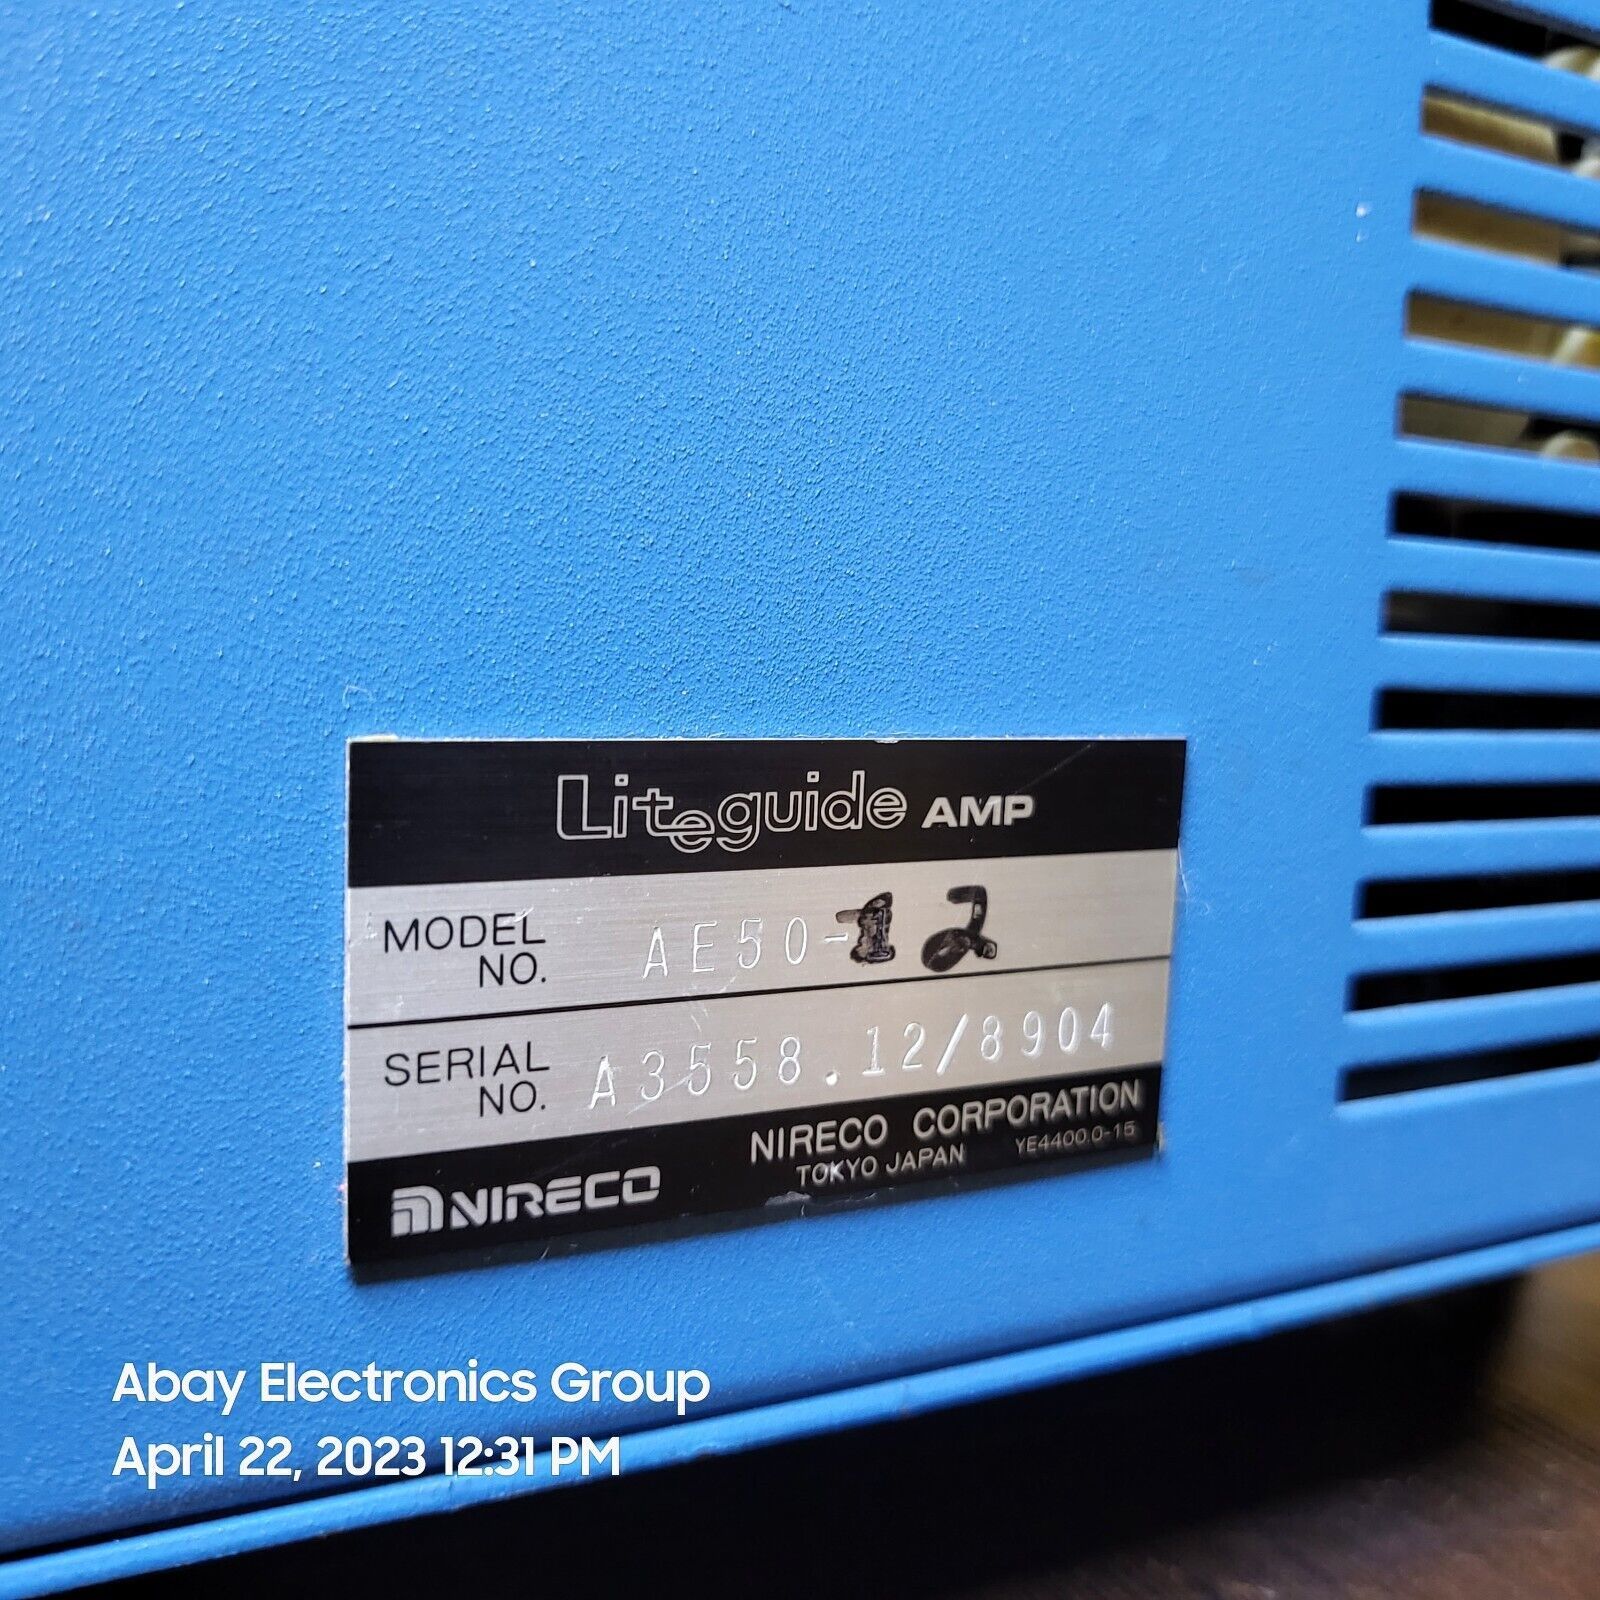 Liteguide AMP
MODEL NO. AE50-2
SERIAL NO. A3558.12/8904
NIRECO CORPORATION
TOKYO JAPAN YE4400.0-15
NIRECO
Abay Electronics Group
April 22, 2023 12:31 PM